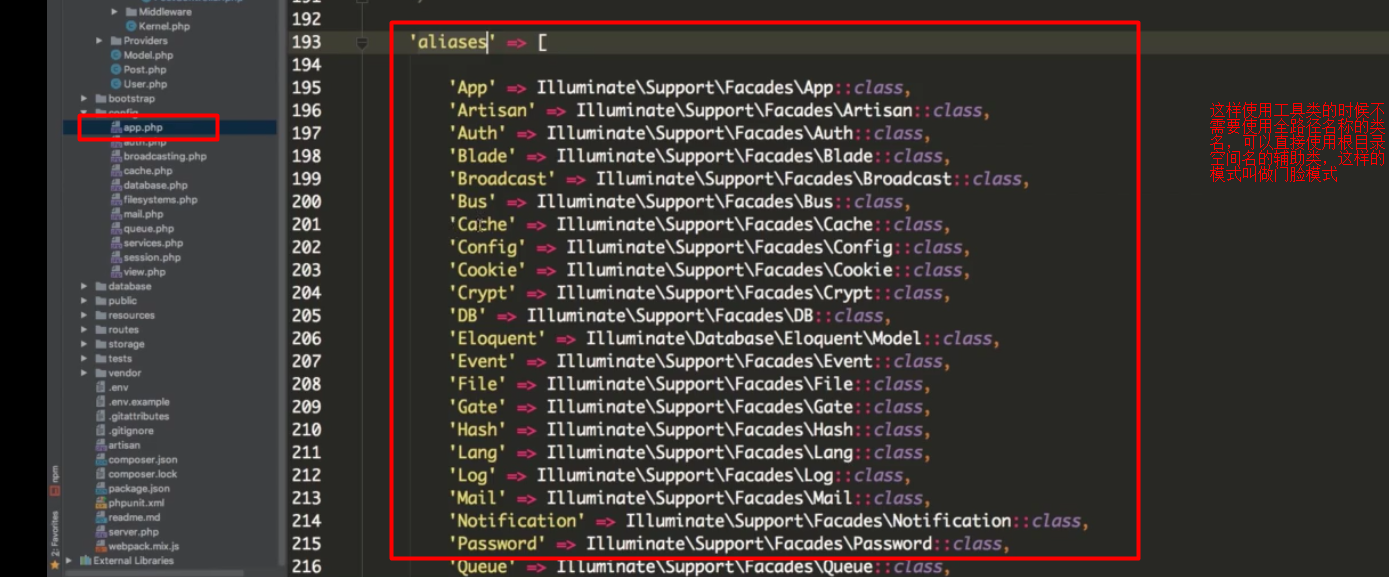 Middleware
Kernel.php
Providers
Model.php
Post.php
User.php
bootstrap
config
app.php
auth.php
broadcasting.php
cache.php
database.php
filesystems.php
mail.php
queue.php
services.php
session.php
view.php
database
public
resources
routes
storage
tests
vendor
.env
.env.example
.gitattributes
.gitignore
artisan
composer.json
composer.lock
package.json
phpunit.xml
readme.md
server.php
webpack.mix.js
External Libraries
npm
2: Favorites
192
193 'aliases' => [
194
195 'App' => Illuminate\Support\Facades\App::class,
196 'Artisan' => Illuminate\Support\Facades\Artisan::class,
197 'Auth' => Illuminate\Support\Facades\Auth::class,
198 'Blade' => Illuminate\Support\Facades\Blade::class,
199 'Broadcast' => Illuminate\Support\Facades\Broadcast::class,
200 'Bus' => Illuminate\Support\Facades\Bus::class,
201 'Cache' => Illuminate\Support\Facades\Cache::class,
202 'Config' => Illuminate\Support\Facades\Config::class,
203 'Cookie' => Illuminate\Support\Facades\Cookie::class,
204 'Crypt' => Illuminate\Support\Facades\Crypt::class,
205 'DB' => Illuminate\Support\Facades\DB::class,
206 'Eloquent' => Illuminate\Database\Eloquent\Model::class,
207 'Event' => Illuminate\Support\Facades\Event::class,
208 'File' => Illuminate\Support\Facades\File::class,
209 'Gate' => Illuminate\Support\Facades\Gate::class,
210 'Hash' => Illuminate\Support\Facades\Hash::class,
211 'Lang' => Illuminate\Support\Facades\Lang::class,
212 'Log' => Illuminate\Support\Facades\Log::class,
213 'Mail' => Illuminate\Support\Facades\Mail::class,
214 'Notification' => Illuminate\Support\Facades\Notification::class,
215 'Password' => Illuminate\Support\Facades\Password::class,
216 'Queue' => Illuminate\Support\Facades\Queue::class,
这样使用工具类的时候不
需要使用全路径名称的类
名，可以直接使用根目录
空间名的辅助类，这样的
模式叫做门脸模式